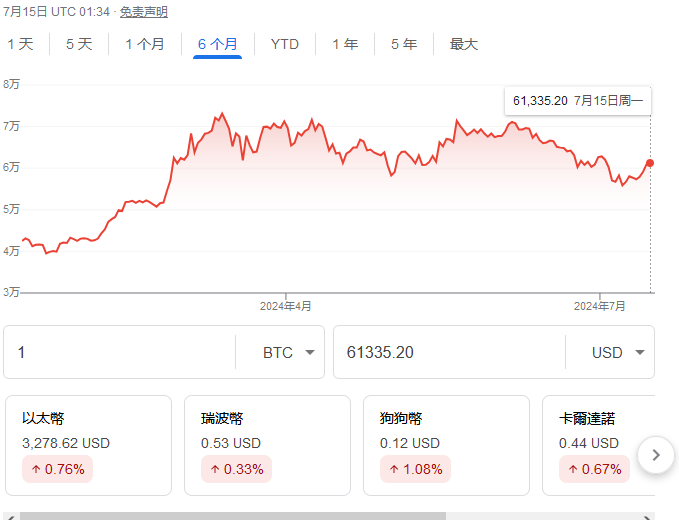 7月15日 UTC 01:34 · 免责声明
1 天 5 天 1 个月 6 个月 YTD 1 年 5 年 最大
8万
61,335.20 7月15日周一
7万
6万
5万
4万
3万
2024年4月 2024年7月
1 BTC 61335.20 USD
以太幣 瑞波幣 狗狗幣 卡爾達諾
3,278.62 USD 0.53 USD 0.12 USD 0.44 USD
↑ 0.76% ↑ 0.33% ↑ 1.08% ↑ 0.67%